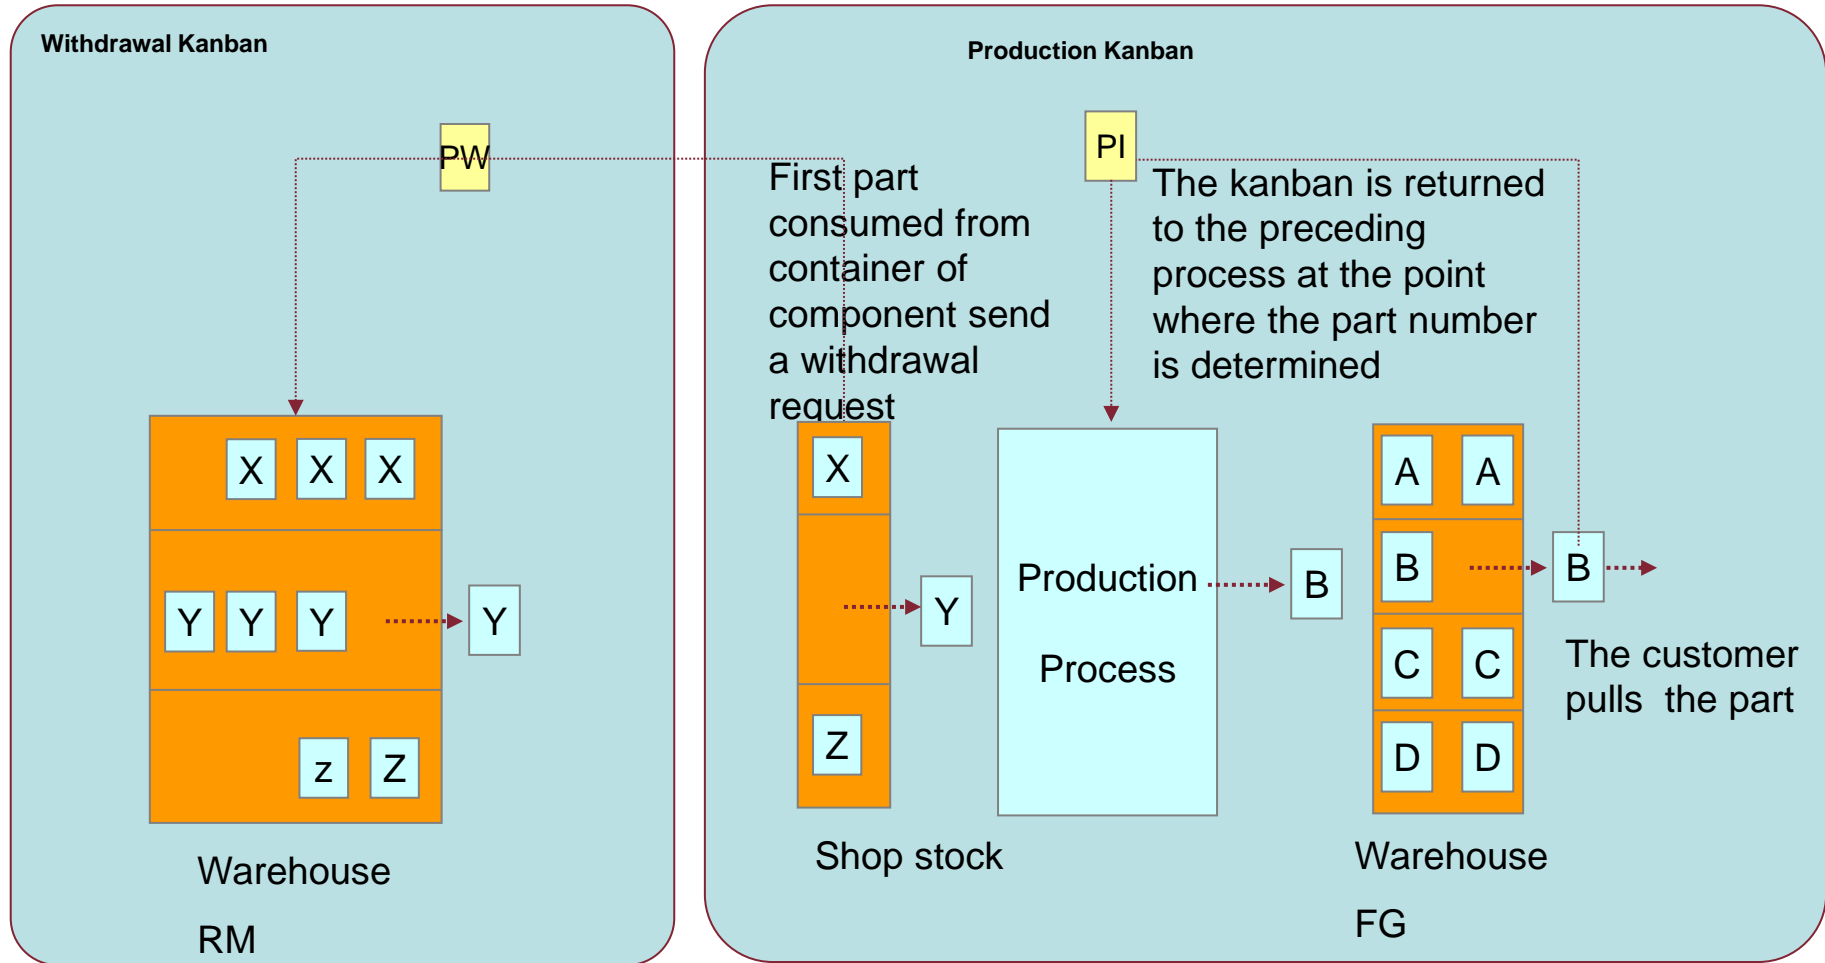 Withdrawal Kanban
PW
X X X
Y Y Y Y
z Z
Warehouse
RM
Production Kanban
First part
consumed from
container of
component send
a withdrawal
request
PI
The kanban is returned
to the preceding
process at the point
where the part number
is determined
X
Y
Z
Shop stock
Production
Process
B
A A
B B
C C
D D
The customer
pulls the part
Warehouse
FG